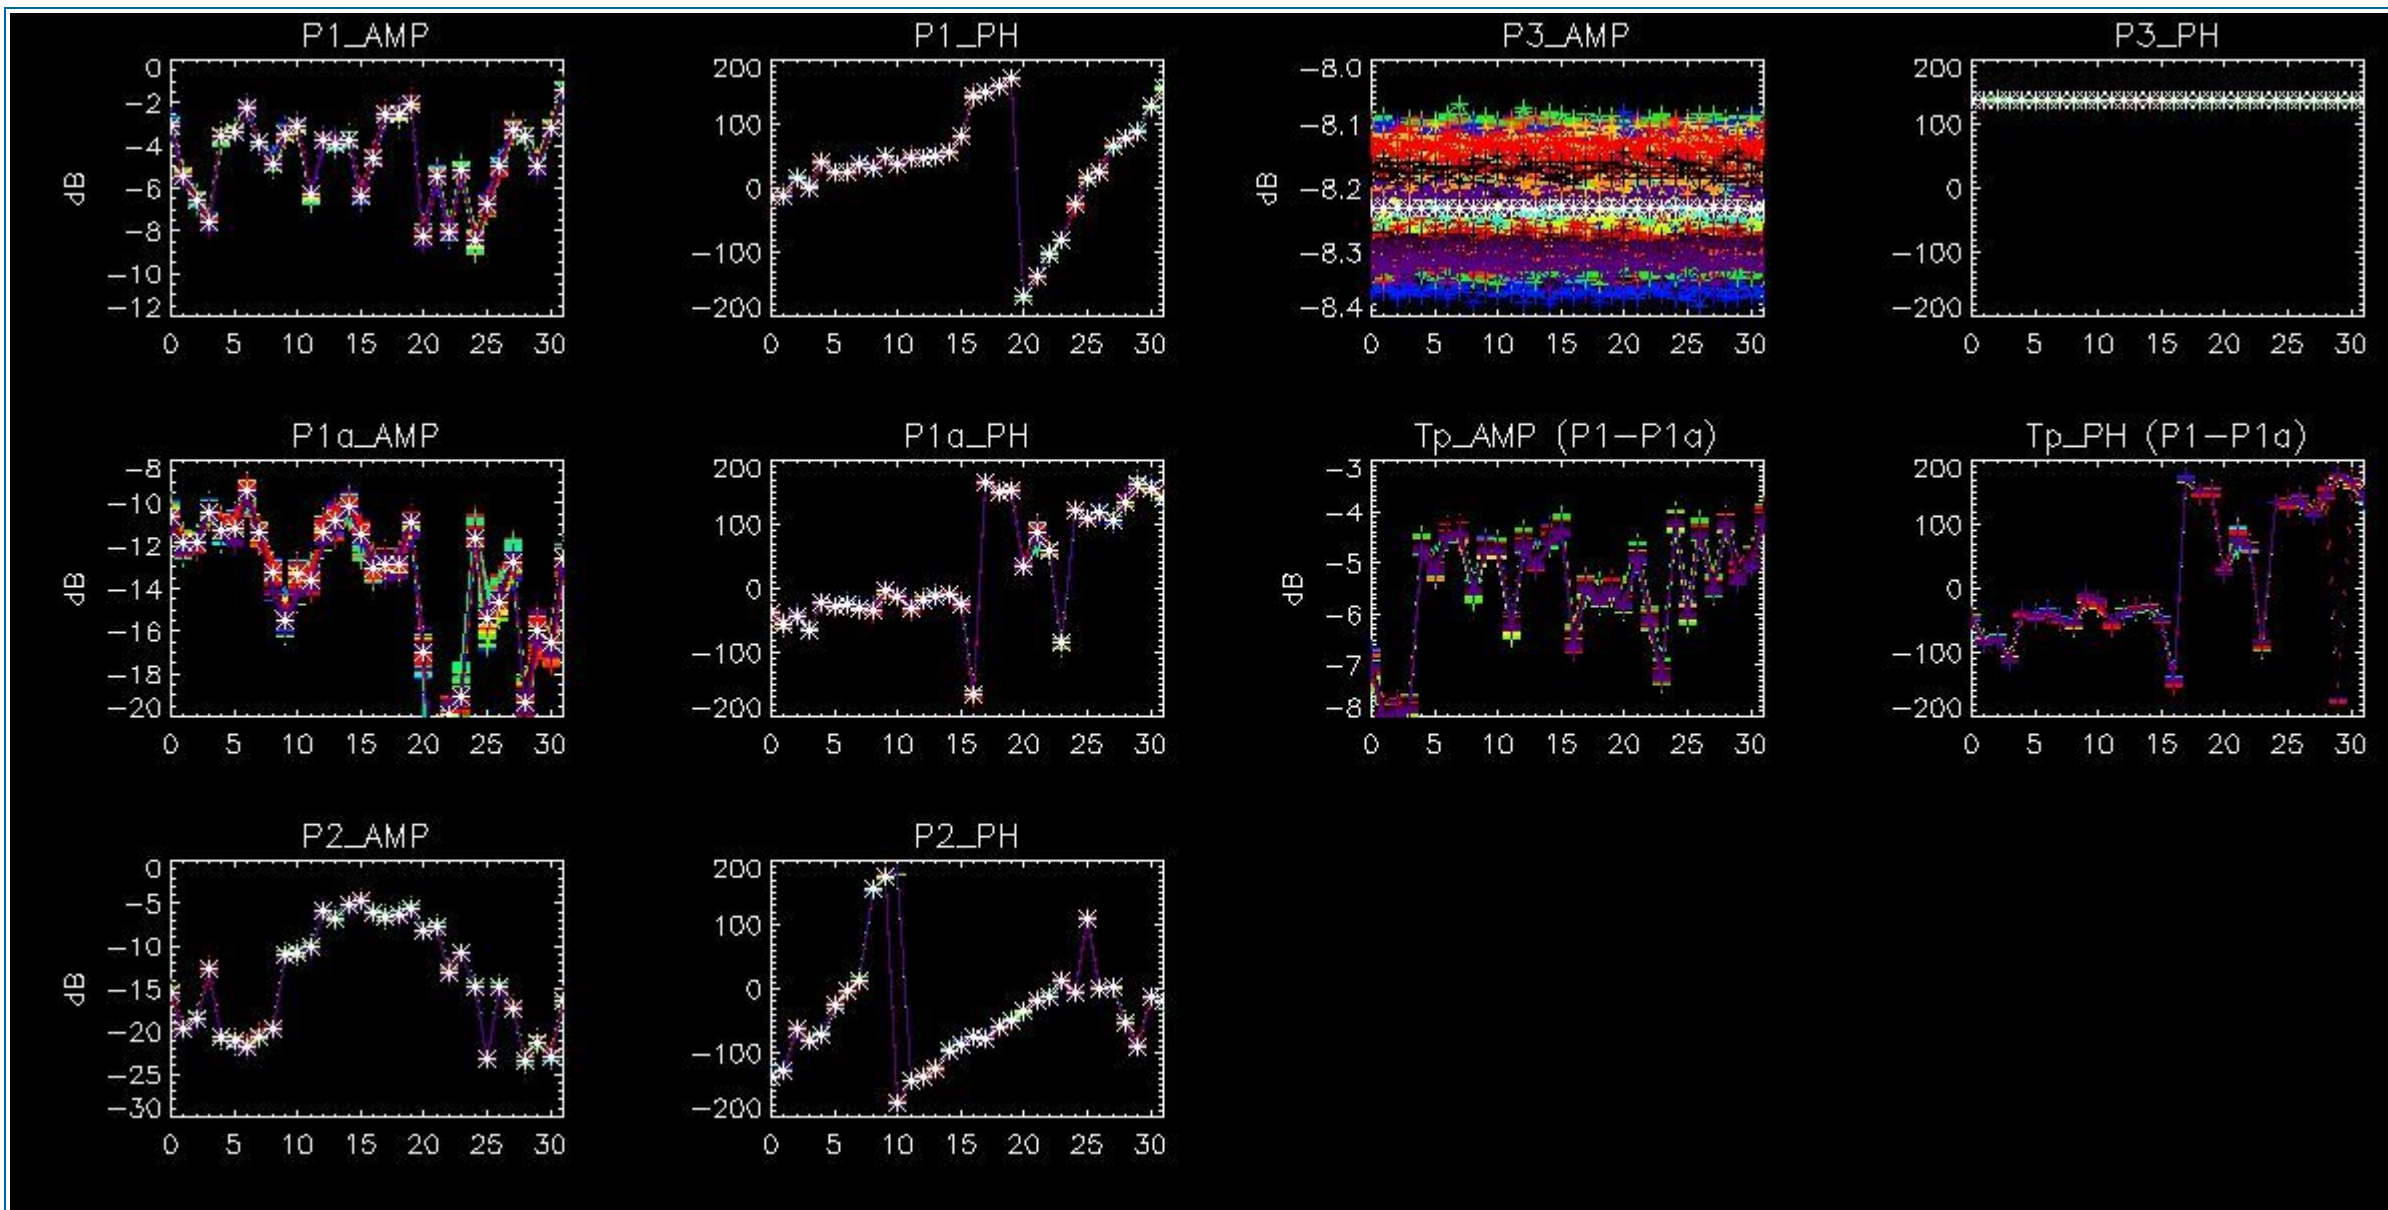 P1_AMP P1_PH P3_AMP P3_PH
0 200 −8.0 200
−2
100 −8.1 100
−4
dB −6 0 dB −8.2 0
−8
−100 −8.3 −100
−10
−12 −200 −8.4 −200
0 5 10 15 20 25 30 0 5 10 15 20 25 30 0 5 10 15 20 25 30 0 5 10 15 20 25 30
P1a_AMP P1a_PH Tp_AMP (P1−P1a) Tp_PH (P1−P1a)
−8 200 −3 200
−10 100 −4 100
−12
dB −14 0 dB −5 0
−16 −6
−100 −7 −100
−18
−20 −200 −8 −200
0 5 10 15 20 25 30 0 5 10 15 20 25 30 0 5 10 15 20 25 30 0 5 10 15 20 25 30
P2_AMP P2_PH
0 200
−5 100
−10
dB −15 0
−20
−100
−25
−30 −200
0 5 10 15 20 25 30 0 5 10 15 20 25 30